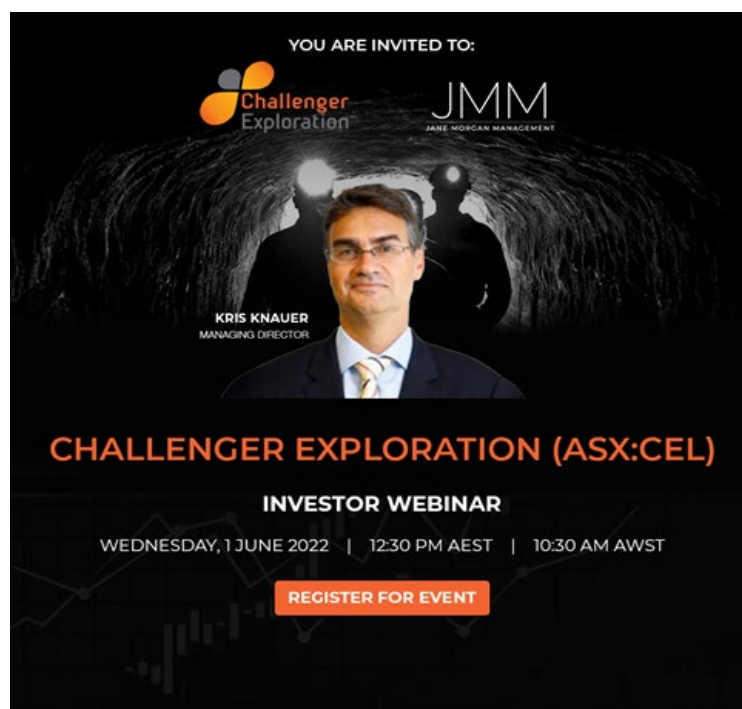 YOU ARE INVITED TO:
Challenger
Exploration
JMM
JANE MORGAN MANAGEMENT
KRIS KNAUER
MANAGING DIRECTOR
CHALLENGER EXPLORATION (ASX:CEL)
INVESTOR WEBINAR
WEDNESDAY, 1 JUNE 2022 | 12:30 PM AEST | 10:30 AM AWST
REGISTER FOR EVENT